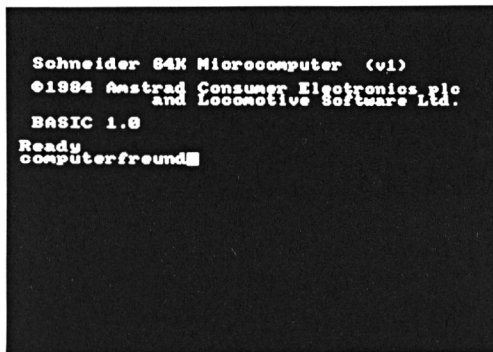 Schneider 64K Microcomputer (v1)
©1984 Amstrad Consumer Electronics plc
and Locomotive Software Ltd.
BASIC 1.0
Ready
computerfreund